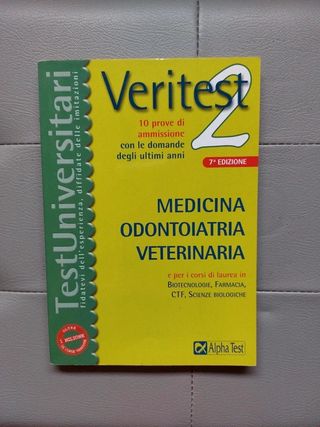 TestUniversitari
fidatevi dell'esperienza, diffidate delle imitazioni
Veritest 2
10 prove di
ammissione
con le domande
degli ultimi anni
7ª EDIZIONE
MEDICINA
ODONTOIATRIA
VETERINARIA
e per i corsi di laurea in
BIOTECNOLOGIE, FARMACIA,
CTF, SCIENZE BIOLOGICHE
Alpha Test